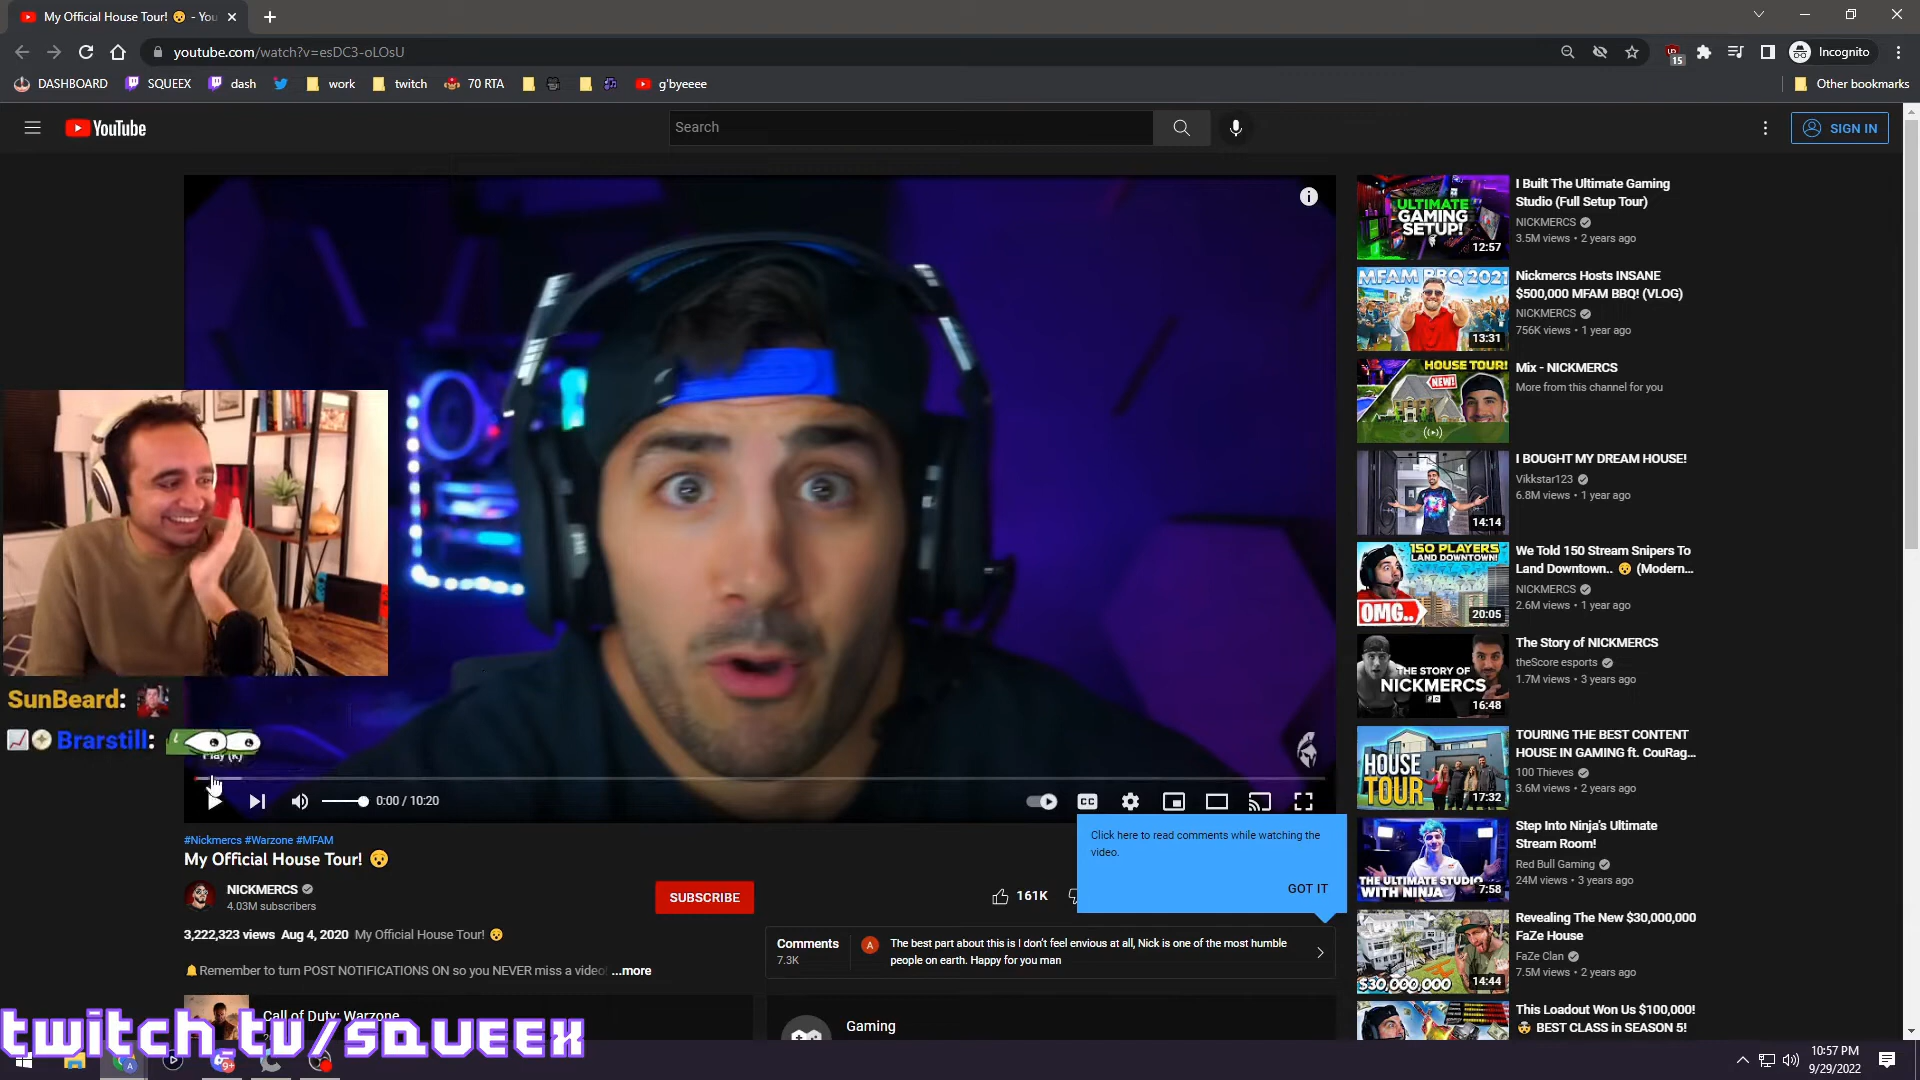 My Official House Tour! 😯 - You
youtube.com/watch?v=esDC3-oLOsU
15
Incognito
DASHBOARD
SQUEEX
dash
work
twitch
70 RTA
g'byeeee
Other bookmarks
YouTube
Search
SIGN IN
SunBeard:
Brarstill:
Play (k)
0:00 / 10:20
CC
Click here to read comments while watching the
video.
GOT IT
#Nickmercs #Warzone #MFAM
My Official House Tour! 😯
NICKMERCS
4.03M subscribers
SUBSCRIBE
161K
3,222,323 views Aug 4, 2020 My Official House Tour! 😯
🔔Remember to turn POST NOTIFICATIONS ON so you NEVER miss a video! ...more
Comments
7.3K
A
The best part about this is I don't feel envious at all, Nick is one of the most humble
people on earth. Happy for you man
Call of Duty: Warzone
Gaming
twitch.tv/squeex
ULTIMATE
GAMING
SETUP!
12:57
I Built The Ultimate Gaming
Studio (Full Setup Tour)
NICKMERCS
3.5M views • 2 years ago
MFAM BBQ 2021
13:31
Nickmercs Hosts INSANE
$500,000 MFAM BBQ! (VLOG)
NICKMERCS
756K views • 1 year ago
HOUSE TOUR!
NEW!
Mix - NICKMERCS
More from this channel for you
14:14
I BOUGHT MY DREAM HOUSE!
Vikkstar123
6.8M views • 1 year ago
150 PLAYERS
LAND DOWNTOWN!
OMG..
20:05
We Told 150 Stream Snipers To
Land Downtown.. 😯 (Modern...
NICKMERCS
2.6M views • 1 year ago
THE STORY OF
NICKMERCS
16:48
The Story of NICKMERCS
theScore esports
1.7M views • 3 years ago
HOUSE
TOUR
17:32
TOURING THE BEST CONTENT
HOUSE IN GAMING ft. CouRag...
100 Thieves
3.6M views • 2 years ago
THE ULTIMATE STUDIO
WITH NINJA
7:58
Step Into Ninja's Ultimate
Stream Room!
Red Bull Gaming
24M views • 3 years ago
$30,000,000
14:44
Revealing The New $30,000,000
FaZe House
FaZe Clan
7.5M views • 2 years ago
This Loadout Won Us $100,000!
🤯 BEST CLASS in SEASON 5!
9+
10:57 PM
9/29/2022